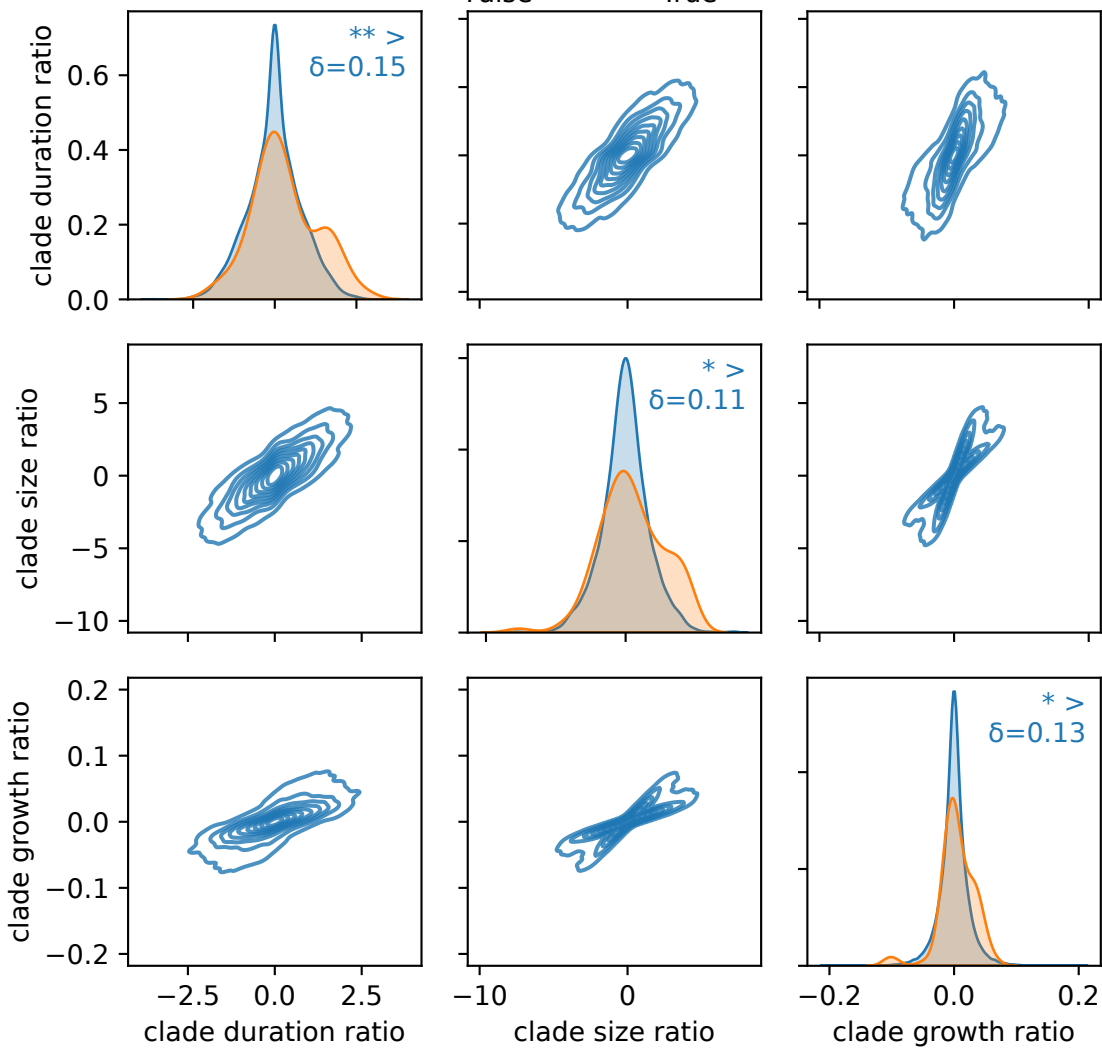 False True
clade duration ratio
0.6
0.4
0.2
0.0
** >
δ=0.15
clade size ratio
5
0
−5
−10
* >
δ=0.11
clade growth ratio
0.2
0.1
0.0
−0.1
−0.2
* >
δ=0.13
−2.5 0.0 2.5
−10 0
−0.2 0.0 0.2
clade duration ratio
clade size ratio
clade growth ratio